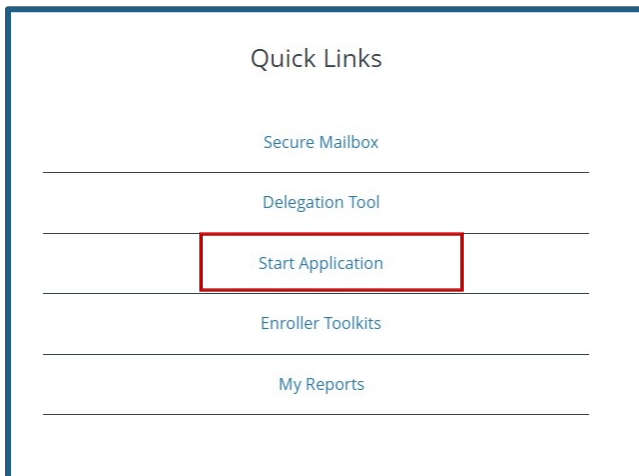 Quick Links
Secure Mailbox
Delegation Tool
Start Application
Enroller Toolkits
My Reports